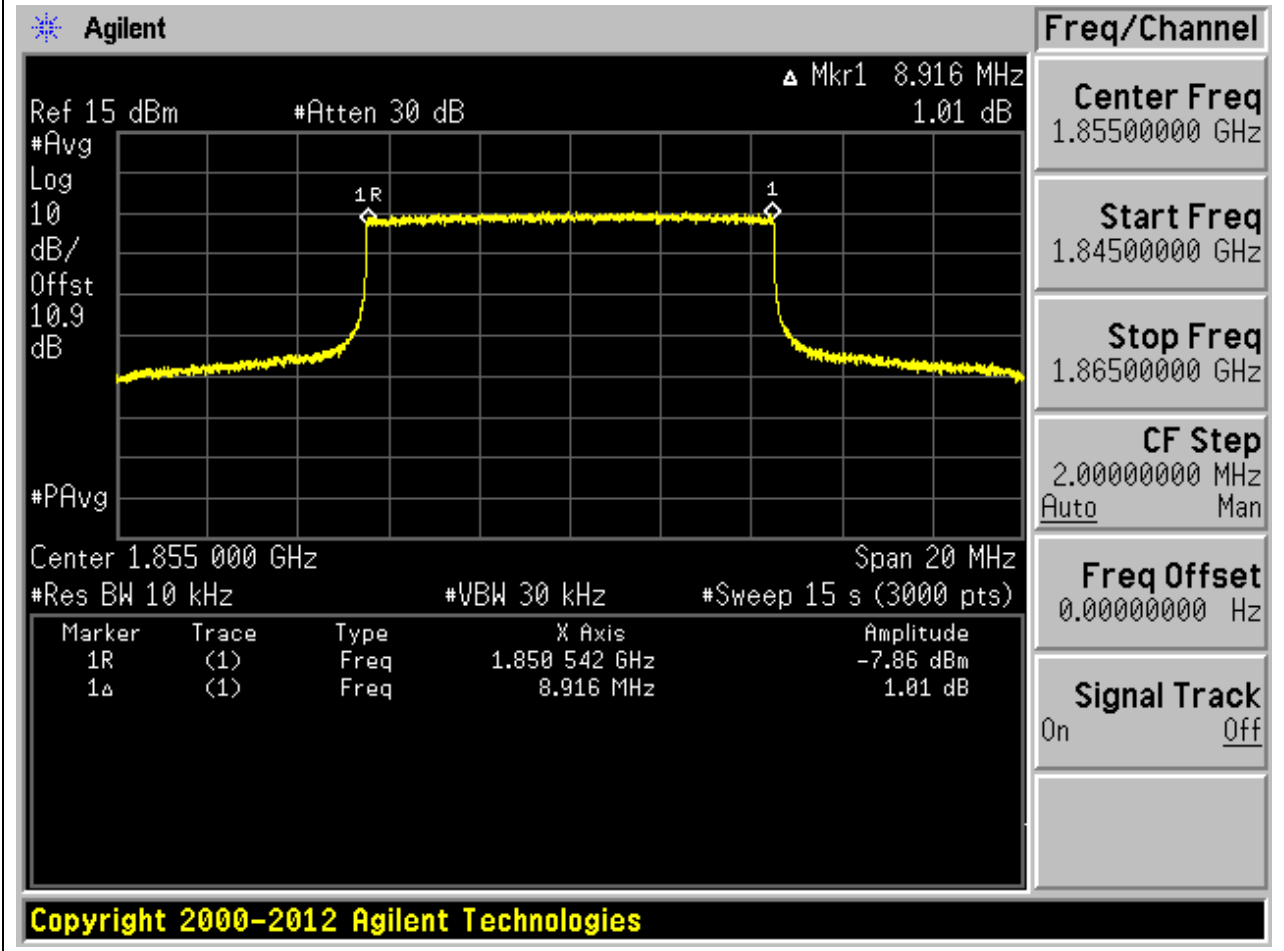 Agilent
Freq/Channel
Δ Mkr1 8.916 MHz
Ref 15 dBm #Atten 30 dB 1.01 dB
#Avg
Log
10
dB/
Offst
10.9
dB
#PAvg
1R
1
Center 1.855 000 GHz Span 20 MHz
#Res BW 10 kHz #VBW 30 kHz #Sweep 15 s (3000 pts)
Marker Trace Type X Axis Amplitude
1R (1) Freq 1.850 542 GHz -7.86 dBm
1Δ (1) Freq 8.916 MHz 1.01 dB
Center Freq
1.85500000 GHz
Start Freq
1.84500000 GHz
Stop Freq
1.86500000 GHz
CF Step
2.00000000 MHz
Auto Man
Freq Offset
0.00000000 Hz
Signal Track
On Off
Copyright 2000-2012 Agilent Technologies